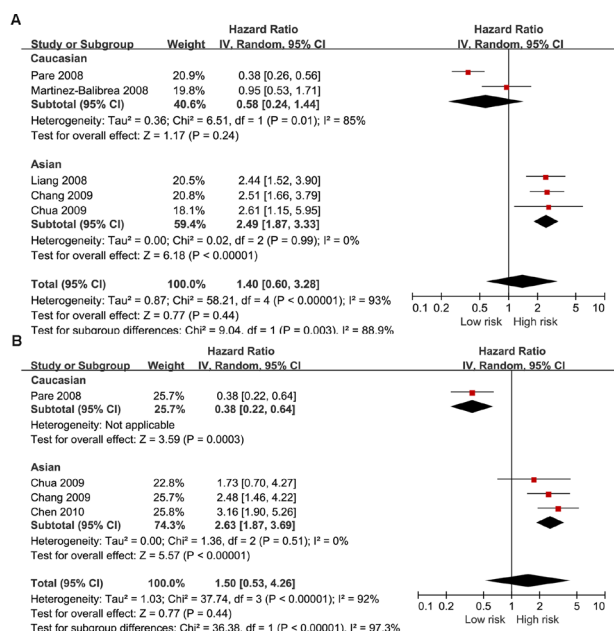 A
Hazard Ratio Hazard Ratio
Study or Subgroup Weight IV, Random, 95% CI IV, Random, 95% CI
Caucasian
Pare 2008 20.9% 0.38 [0.26, 0.56]
Martinez-Balibrea 2008 19.8% 0.95 [0.53, 1.71]
Subtotal (95% CI) 40.6% 0.58 [0.24, 1.44]
Heterogeneity: Tau² = 0.36; Chi² = 6.51, df = 1 (P = 0.01); I² = 85%
Test for overall effect: Z = 1.17 (P = 0.24)
Asian
Liang 2008 20.5% 2.44 [1.52, 3.90]
Chang 2009 20.8% 2.51 [1.66, 3.79]
Chua 2009 18.1% 2.61 [1.15, 5.95]
Subtotal (95% CI) 59.4% 2.49 [1.87, 3.33]
Heterogeneity: Tau² = 0.00; Chi² = 0.02, df = 2 (P = 0.99); I² = 0%
Test for overall effect: Z = 6.18 (P < 0.00001)
Total (95% CI) 100.0% 1.40 [0.60, 3.28]
Heterogeneity: Tau² = 0.87; Chi² = 58.21, df = 4 (P < 0.00001); I² = 93%
Test for overall effect: Z = 0.77 (P = 0.44)
Test for subgroup differences: Chi² = 9.04, df = 1 (P = 0.003), I² = 88.9%
0.1 0.2 0.5 1 2 5 10
Low risk High risk
B
Hazard Ratio Hazard Ratio
Study or Subgroup Weight IV, Random, 95% CI IV, Random, 95% CI
Caucasian
Pare 2008 25.7% 0.38 [0.22, 0.64]
Subtotal (95% CI) 25.7% 0.38 [0.22, 0.64]
Heterogeneity: Not applicable
Test for overall effect: Z = 3.59 (P = 0.0003)
Asian
Chua 2009 22.8% 1.73 [0.70, 4.27]
Chang 2009 25.7% 2.48 [1.46, 4.22]
Chen 2010 25.8% 3.16 [1.90, 5.26]
Subtotal (95% CI) 74.3% 2.63 [1.87, 3.69]
Heterogeneity: Tau² = 0.00; Chi² = 1.36, df = 2 (P = 0.51); I² = 0%
Test for overall effect: Z = 5.57 (P < 0.00001)
Total (95% CI) 100.0% 1.50 [0.53, 4.26]
Heterogeneity: Tau² = 1.03; Chi² = 37.74, df = 3 (P < 0.00001); I² = 92%
Test for overall effect: Z = 0.77 (P = 0.44)
Test for subgroup differences: Chi² = 36.38, df = 1 (P < 0.00001), I² = 97.3%
0.1 0.2 0.5 1 2 5 10
Low risk High risk